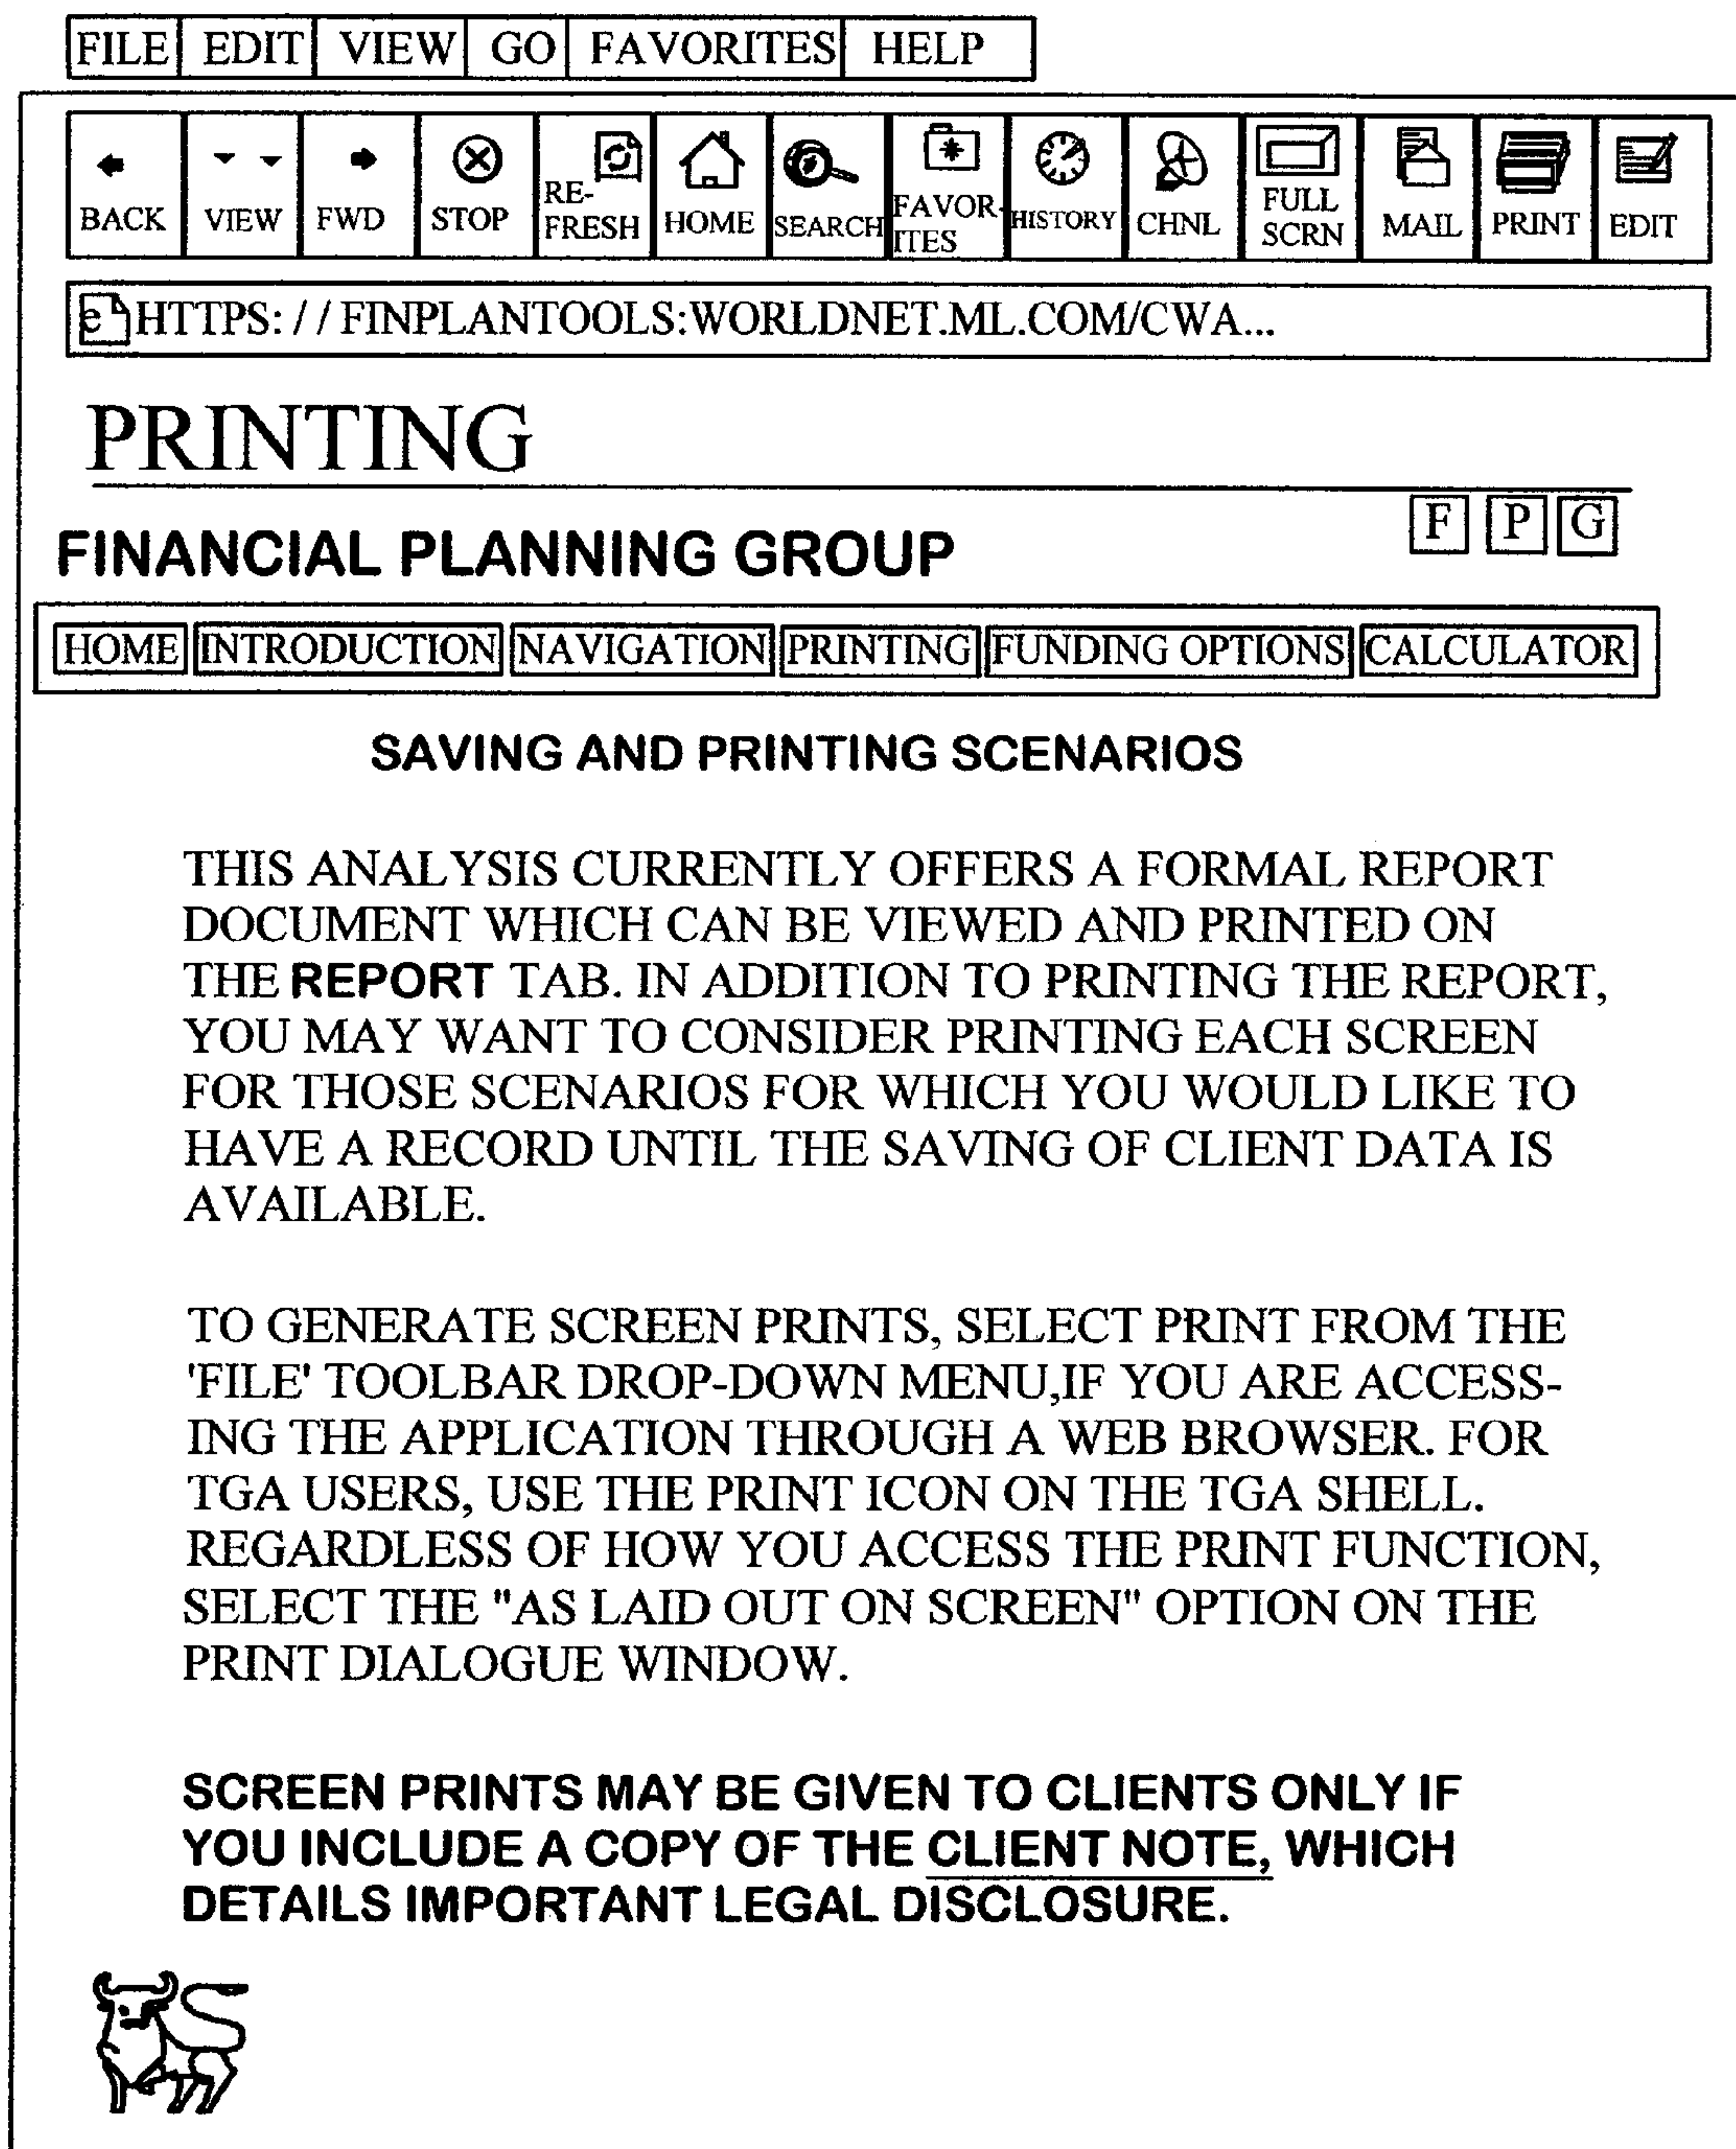 FILE EDIT VIEW GO FAVORITES HELP
BACK VIEW FWD STOP RE-FRESH HOME SEARCH FAVOR-ITES HISTORY CHNL FULL SCRN MAIL PRINT EDIT
e HTTPS: / / FINPLANTOOLS:WORLDNET.ML.COM/CWA...
PRINTING
F P G
FINANCIAL PLANNING GROUP
HOME INTRODUCTION NAVIGATION PRINTING FUNDING OPTIONS CALCULATOR
SAVING AND PRINTING SCENARIOS
THIS ANALYSIS CURRENTLY OFFERS A FORMAL REPORT
DOCUMENT WHICH CAN BE VIEWED AND PRINTED ON
THE REPORT TAB. IN ADDITION TO PRINTING THE REPORT,
YOU MAY WANT TO CONSIDER PRINTING EACH SCREEN
FOR THOSE SCENARIOS FOR WHICH YOU WOULD LIKE TO
HAVE A RECORD UNTIL THE SAVING OF CLIENT DATA IS
AVAILABLE.
TO GENERATE SCREEN PRINTS, SELECT PRINT FROM THE
'FILE' TOOLBAR DROP-DOWN MENU,IF YOU ARE ACCESS-
ING THE APPLICATION THROUGH A WEB BROWSER. FOR
TGA USERS, USE THE PRINT ICON ON THE TGA SHELL.
REGARDLESS OF HOW YOU ACCESS THE PRINT FUNCTION,
SELECT THE "AS LAID OUT ON SCREEN" OPTION ON THE
PRINT DIALOGUE WINDOW.
SCREEN PRINTS MAY BE GIVEN TO CLIENTS ONLY IF
YOU INCLUDE A COPY OF THE CLIENT NOTE, WHICH
DETAILS IMPORTANT LEGAL DISCLOSURE.